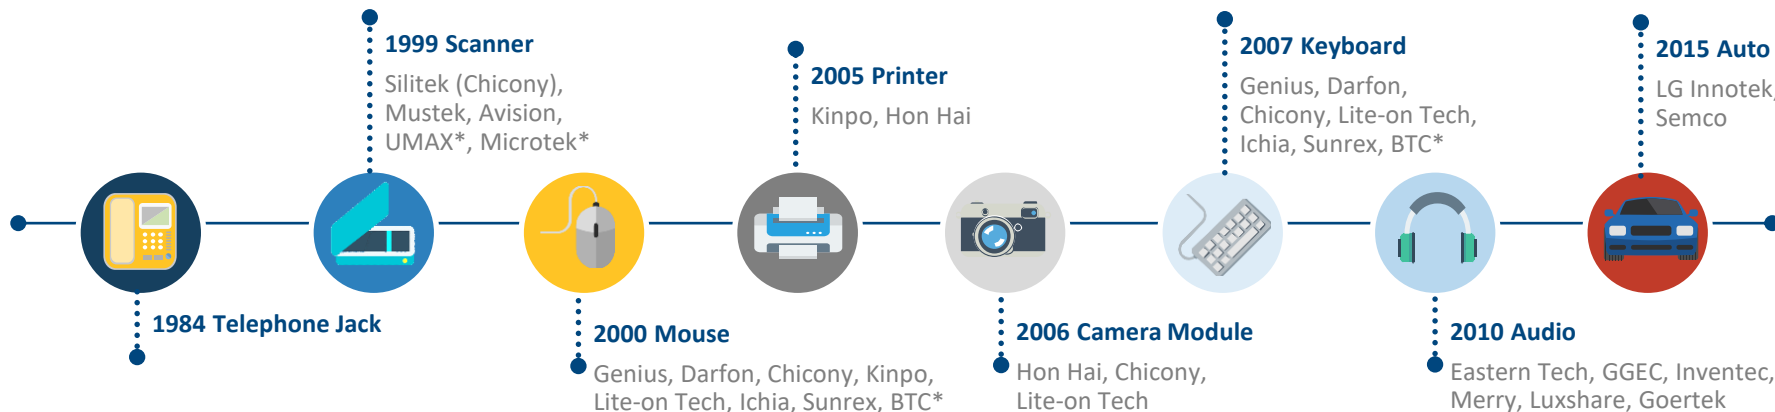 1984 Telephone Jack
1999 Scanner
Silitek (Chicony),
Mustek, Avision,
UMAX*, Microtek*
2000 Mouse
Genius, Darfon, Chicony, Kinpo,
Lite-on Tech, Ichia, Sunrex, BTC*
2005 Printer
Kinpo, Hon Hai
2006 Camera Module
Hon Hai, Chicony,
Lite-on Tech
2007 Keyboard
Genius, Darfon,
Chicony, Lite-on Tech,
Ichia, Sunrex, BTC*
2010 Audio
Eastern Tech, GGEC, Inventec,
Merry, Luxshare, Goertek
2015 Auto
LG Innotek,
Semco